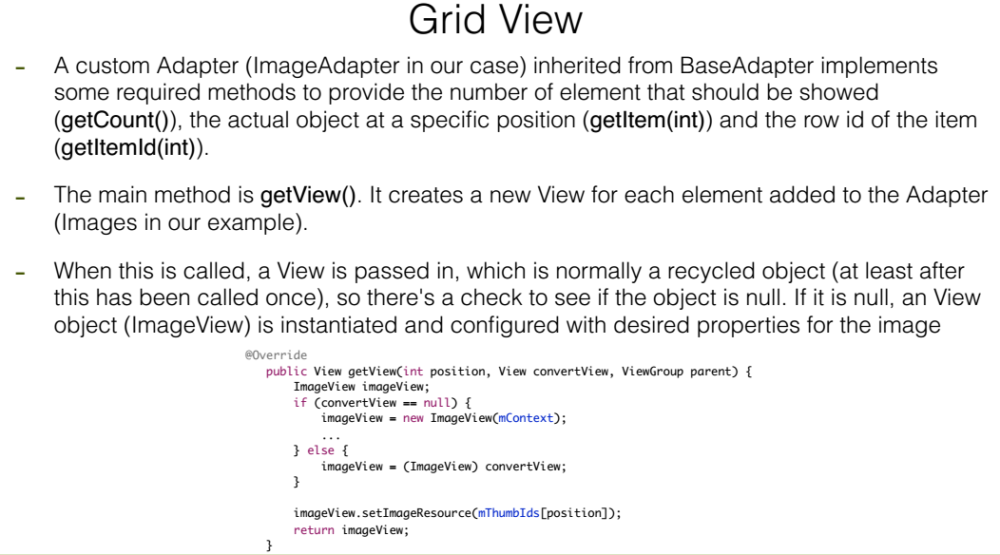 Grid View
- A custom Adapter (ImageAdapter in our case) inherited from BaseAdapter implements
some required methods to provide the number of element that should be showed
(getCount()), the actual object at a specific position (getItem(int)) and the row id of the item
(getItemId(int)).
- The main method is getView(). It creates a new View for each element added to the Adapter
(Images in our example).
- When this is called, a View is passed in, which is normally a recycled object (at least after
this has been called once), so there's a check to see if the object is null. If it is null, an View
object (ImageView) is instantiated and configured with desired properties for the image
@Override
public View getView(int position, View convertView, ViewGroup parent) {
ImageView imageView;
if (convertView == null) {
imageView = new ImageView(mContext);
...
} else {
imageView = (ImageView) convertView;
}
imageView.setImageResource(mThumbIds[position]);
return imageView;
}